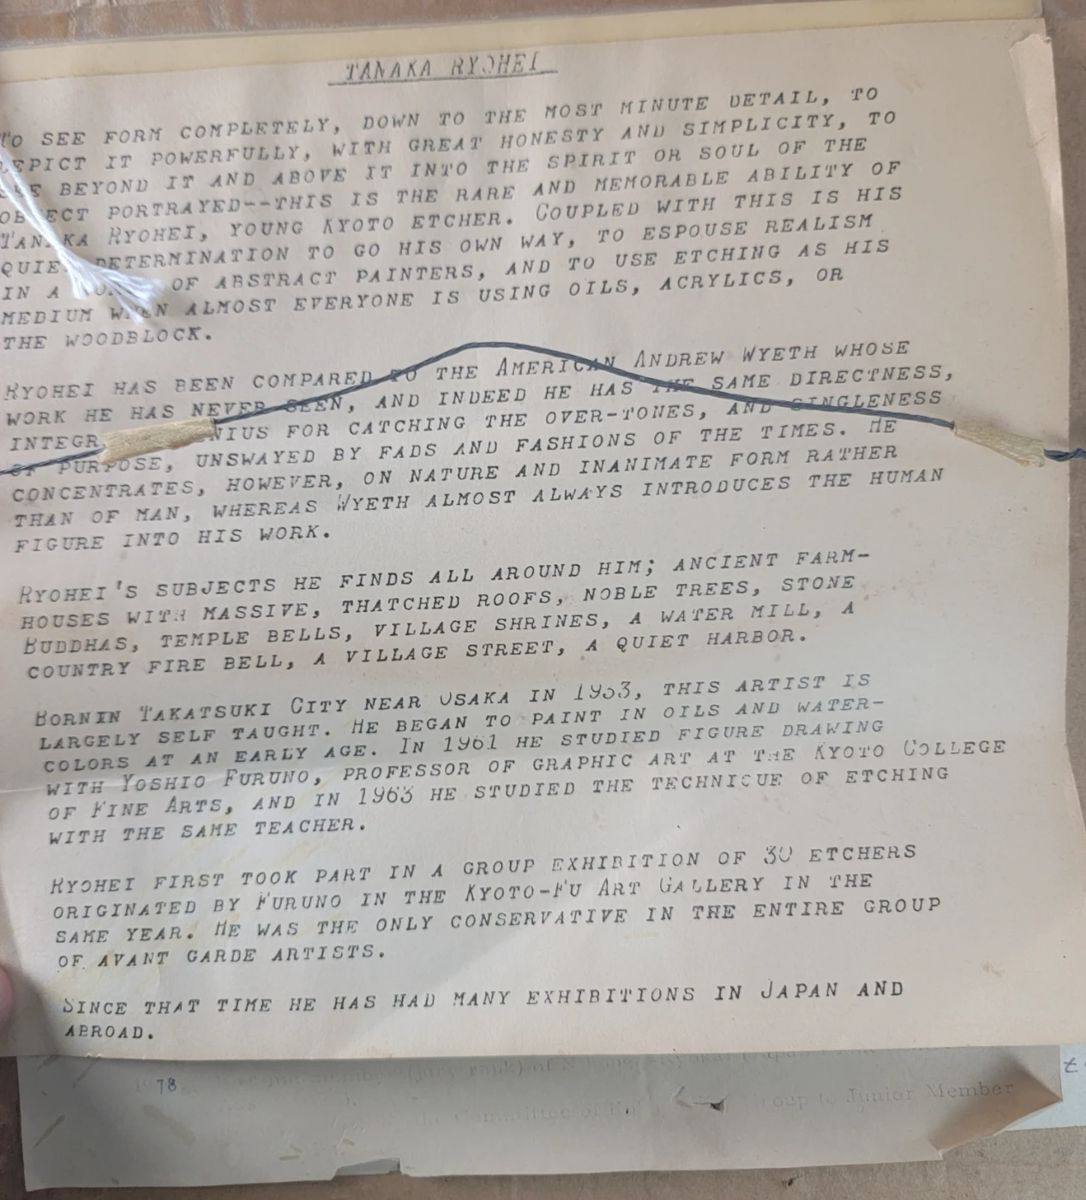 TANAKA RYOHEI
TO SEE FORM COMPLETELY, DOWN TO THE MOST MINUTE DETAIL, TO
DEPICT IT POWERFULLY, WITH GREAT HONESTY AND SIMPLICITY, TO
BEYOND IT AND ABOVE IT INTO THE SPIRIT OR SOUL OF THE
OBJECT PORTRAYED--THIS IS THE RARE AND MEMORABLE ABILITY OF
TANAKA RYOHEI, YOUNG KYOTO ETCHER. COUPLED WITH THIS IS HIS
QUIET DETERMINATION TO GO HIS OWN WAY, TO ESPOUSE REALISM
IN A OF ABSTRACT PAINTERS, AND TO USE ETCHING AS HIS
MEDIUM WHEN ALMOST EVERYONE IS USING OILS, ACRYLICS, OR
THE WOODBLOCK.
RYOHEI HAS BEEN COMPARED TO THE AMERICAN ANDREW WYETH WHOSE
WORK HE HAS NEVER SEEN, AND INDEED HE HAS THE SAME DIRECTNESS,
INTEGR NIUS FOR CATCHING THE OVER-TONES, AND SINGLENESS
OF PURPOSE, UNSWAYED BY FADS AND FASHIONS OF THE TIMES. HE
CONCENTRATES, HOWEVER, ON NATURE AND INANIMATE FORM RATHER
THAN OF MAN, WHEREAS WYETH ALMOST ALWAYS INTRODUCES THE HUMAN
FIGURE INTO HIS WORK.
RYOHEI'S SUBJECTS HE FINDS ALL AROUND HIM; ANCIENT FARM-
HOUSES WITH MASSIVE, THATCHED ROOFS, NOBLE TREES, STONE
BUDDHAS, TEMPLE BELLS, VILLAGE SHRINES, A WATER MILL, A
COUNTRY FIRE BELL, A VILLAGE STREET, A QUIET HARBOR.
BORNIN TAKATSUKI CITY NEAR OSAKA IN 1933, THIS ARTIST IS
LARGELY SELF TAUGHT. HE BEGAN TO PAINT IN OILS AND WATER-
COLORS AT AN EARLY AGE. IN 1961 HE STUDIED FIGURE DRAWING
WITH YOSHIO FURUNO, PROFESSOR OF GRAPHIC ART AT THE KYOTO COLLEGE
OF FINE ARTS, AND IN 1963 HE STUDIED THE TECHNICUE OF ETCHING
WITH THE SAME TEACHER.
RYOHEI FIRST TOOK PART IN A GROUP EXHIBITION OF 30 ETCHERS
ORIGINATED BY FURUNO IN THE KYOTO-FU ART GALLERY IN THE
SAME YEAR. HE WAS THE ONLY CONSERVATIVE IN THE ENTIRE GROUP
OF AVANT GARDE ARTISTS.
SINCE THAT TIME HE HAS HAD MANY EXHIBITIONS IN JAPAN AND
ABROAD.
78
Group to Junior Member